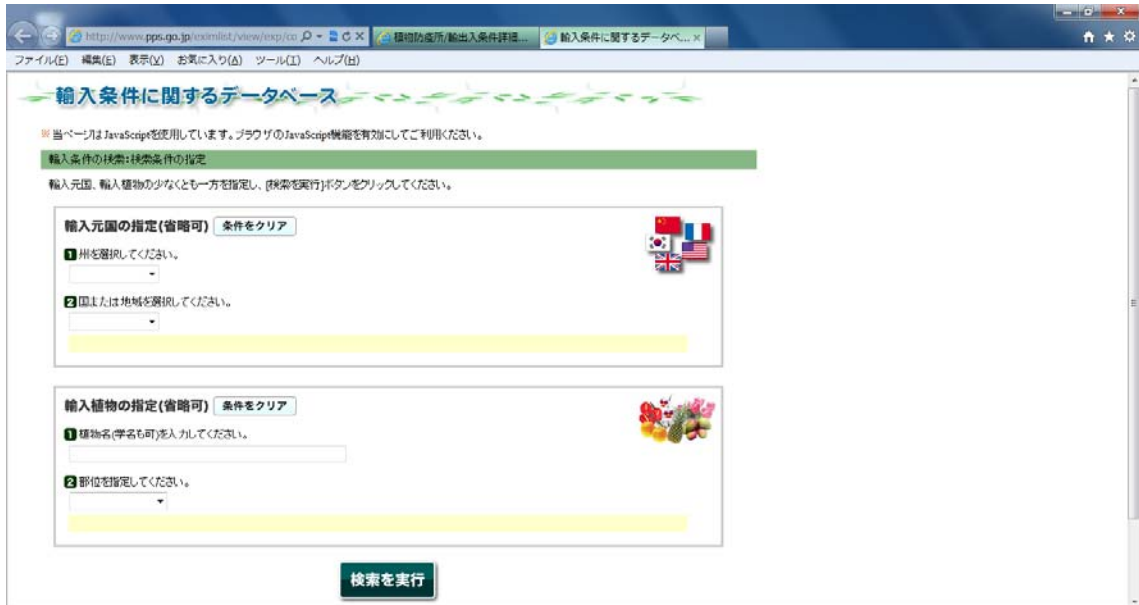 http://www.pps.go.jp/eximlist/view/exp/co
植物防疫所/輸出入条件詳細...
輸入条件に関するデータベ...
ファイル(F) 編集(E) 表示(V) お気に入り(A) ツール(T) ヘルプ(H)
輸入条件に関するデータベース
※当ページはJavaScriptを使用しています。ブラウザのJavaScript機能を有効にしてご利用ください。
輸入条件の検索:検索条件の指定
輸入元国、輸入植物の少なくとも一方を指定し、[検索を実行]ボタンをクリックしてください。
輸入元国の指定(省略可) 条件をクリア
1 州を選択してください。
2 国または地域を選択してください。
輸入植物の指定(省略可) 条件をクリア
1 植物名(学名も可)を入力してください。
2 部位を指定してください。
検索を実行